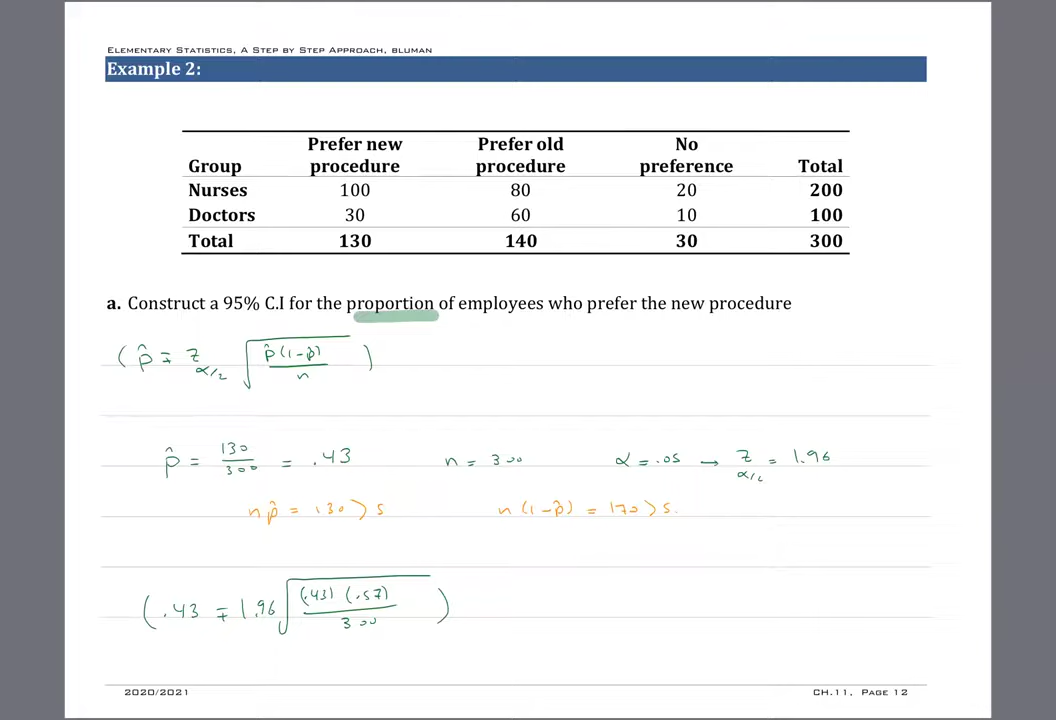 Elementary Statistics, A Step by Step Approach, bluman
Example 2:
Group Prefer new procedure Prefer old procedure No preference Total
Nurses 100 80 20 200
Doctors 30 60 10 100
Total 130 140 30 300
a. Construct a 95% C.I for the proportion of employees who prefer the new procedure
( p̂ ∓ z α/2 √ p̂(1-p̂) / n )
p̂ = 130/300 = .43 n = 300 α = .05 → z α/2 = 1.96
n p̂ = 130 > 5 n (1-p̂) = 170 > 5.
( .43 ∓ 1.96 √ (.43) (.57) / 300 )
2020/2021 CH.11, Page 12